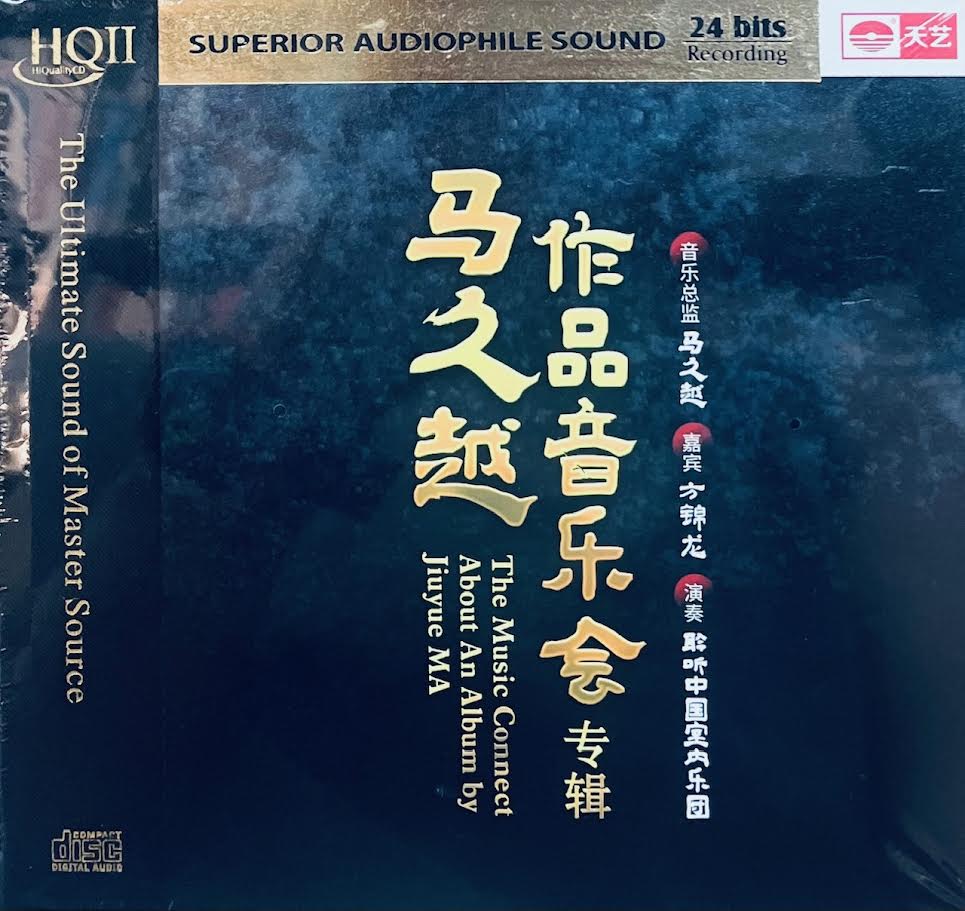 HQII
HiQualityCD
SUPERIOR AUDIOPHILE SOUND
24 bits
Recording
天艺
The Ultimate Sound of Master Source
马久越
作品音乐会专辑
The Music Connect
About An Album by
Jiuyue MA
音乐总监 马久越
嘉宾 方锦龙
演奏 聆听中国室内乐团
COMPACT
disc
DIGITAL AUDIO